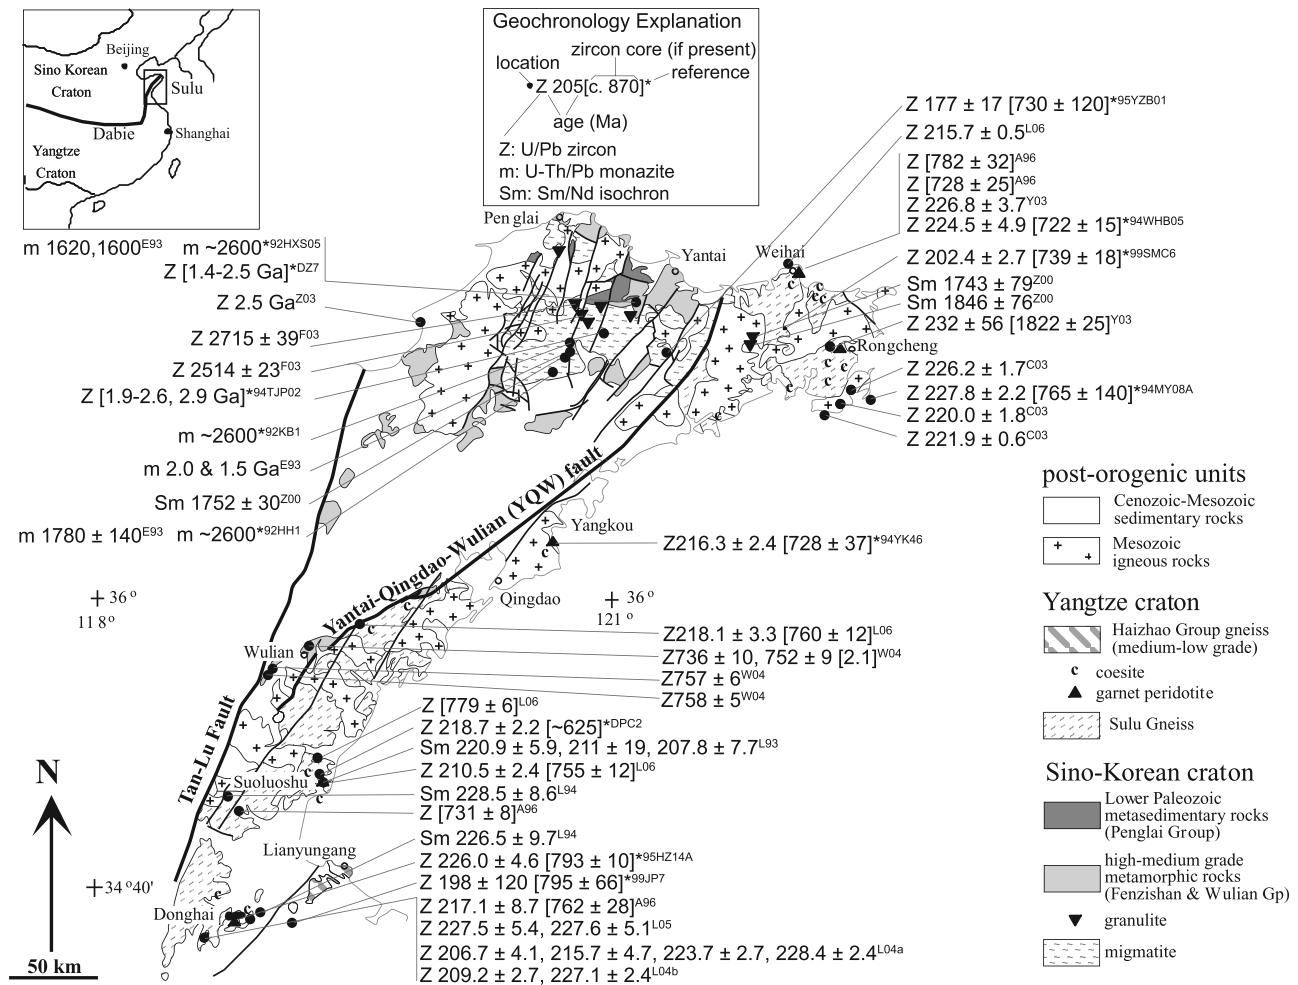 Beijing
Sino Korean
Craton
Sulu
Dabie
Shanghai
Yangtze
Craton
Geochronology Explanation
zircon core (if present)
location
reference
Z 205[c. 870]*
age (Ma)
Z: U/Pb zircon
m: U-Th/Pb monazite
Sm: Sm/Nd isochron
Z 177 ± 17 [730 ± 120]*95YZB01
Z 215.7 ± 0.5L06
Z [782 ± 32]A96
Z [728 ± 25]A96
Z 226.8 ± 3.7Y03
Z 224.5 ± 4.9 [722 ± 15]*94WHB05
Z 202.4 ± 2.7 [739 ± 18]*99SMC6
Sm 1743 ± 79Z00
Sm 1846 ± 76Z00
Z 232 ± 56 [1822 ± 25]Y03
Rongcheng
Z 226.2 ± 1.7C03
Z 227.8 ± 2.2 [765 ± 140]*94MY08A
Z 220.0 ± 1.8C03
Z 221.9 ± 0.6C03
Penglai
Yantai
Weihai
m 1620,1600E93 m ~2600*92HXS05
Z [1.4-2.5 Ga]*DZ7
Z 2.5 GaZ03
Z 2715 ± 39F03
Z 2514 ± 23F03
Z [1.9-2.6, 2.9 Ga]*94TJP02
m ~2600*92KB1
m 2.0 & 1.5 GaE93
Sm 1752 ± 30Z00
m 1780 ± 140E93 m ~2600*92HH1
c
c
c
c
c
c
c
c
c
Yantai-Qingdao-Wulian (YQW) fault
Yangkou
c
Qingdao
Z216.3 ± 2.4 [728 ± 37]*94YK46
36°
118°
36°
121°
c
c
Wulian
Z218.1 ± 3.3 [760 ± 12]L06
Z736 ± 10, 752 ± 9 [2.1]W04
Z757 ± 6W04
Z758 ± 5W04
Tan-Lu Fault
Z [779 ± 6]L06
Z 218.7 ± 2.2 [~625]*DPC2
Sm 220.9 ± 5.9, 211 ± 19, 207.8 ± 7.7L93
Z 210.5 ± 2.4 [755 ± 12]L06
Sm 228.5 ± 8.6L94
Z [731 ± 8]A96
Suoluoshu
c
c
Sm 226.5 ± 9.7L94
Z 226.0 ± 4.6 [793 ± 10]*95HZ14A
Z 198 ± 120 [795 ± 66]*99JP7
Z 217.1 ± 8.7 [762 ± 28]A96
Z 227.5 ± 5.4, 227.6 ± 5.1L05
Z 206.7 ± 4.1, 215.7 ± 4.7, 223.7 ± 2.7, 228.4 ± 2.4L04a
Z 209.2 ± 2.7, 227.1 ± 2.4L04b
Lianyungang
34°40'
c
c
Donghai
N
50 km
post-orogenic units
Cenozoic-Mesozoic
sedimentary rocks
Mesozoic
igneous rocks
Yangtze craton
Haizhao Group gneiss
(medium-low grade)
c coesite
garnet peridotite
Sulu Gneiss
Sino-Korean craton
Lower Paleozoic
metasedimentary rocks
(Penglai Group)
high-medium grade
metamorphic rocks
(Fenzishan & Wulian Gp)
granulite
migmatite